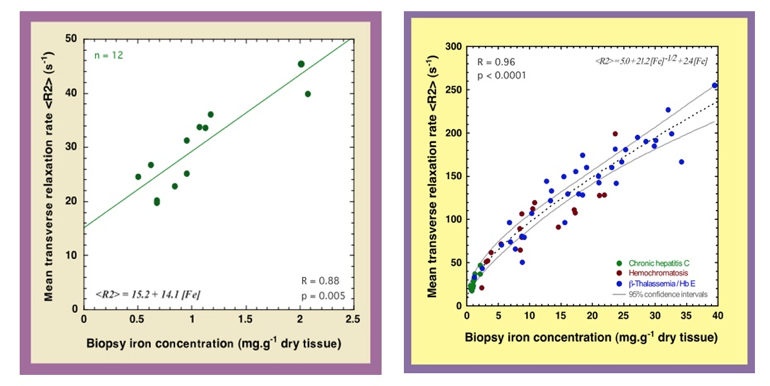 50
40
30
20
10
0
0
0.5
1
1.5
2
2.5
n = 12
R = 0.88
p = 0.005
<R2> = 15.2 + 14.1 [Fe]
Mean transverse relaxation rate <R2> (s⁻¹)
Biopsy iron concentration (mg.g⁻¹ dry tissue)
300
250
200
150
100
50
0
0
5
10
15
20
25
30
35
40
R = 0.96
p < 0.0001
<R2> = 5.0 + 21.2 [Fe]⁻¹/² + 2.4 [Fe]
Chronic hepatitis C
Hemochromatosis
β-Thalassemia / Hb E
95% confidence intervals
Mean transverse relaxation rate <R2> (s⁻¹)
Biopsy iron concentration (mg.g⁻¹ dry tissue)